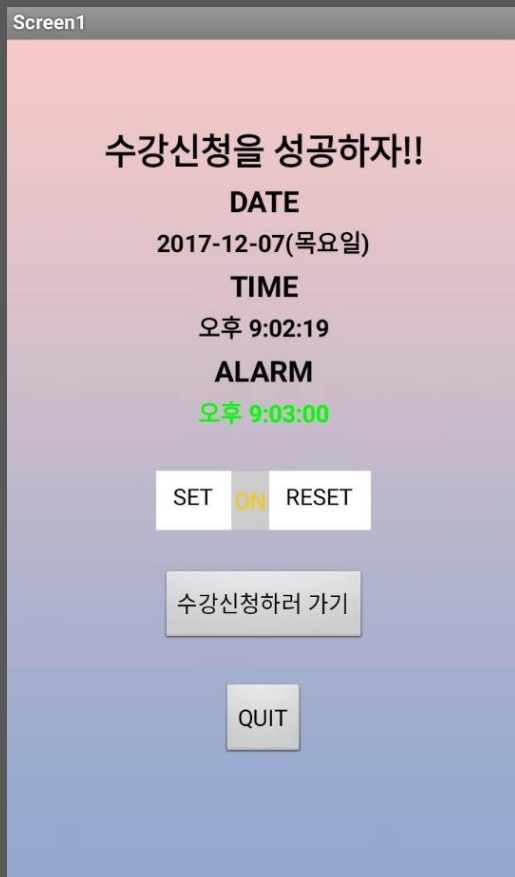 Screen1
수강신청을 성공하자!!
DATE
2017-12-07(목요일)
TIME
오후 9:02:19
ALARM
오후 9:03:00
SET ON RESET
수강신청하러 가기
QUIT